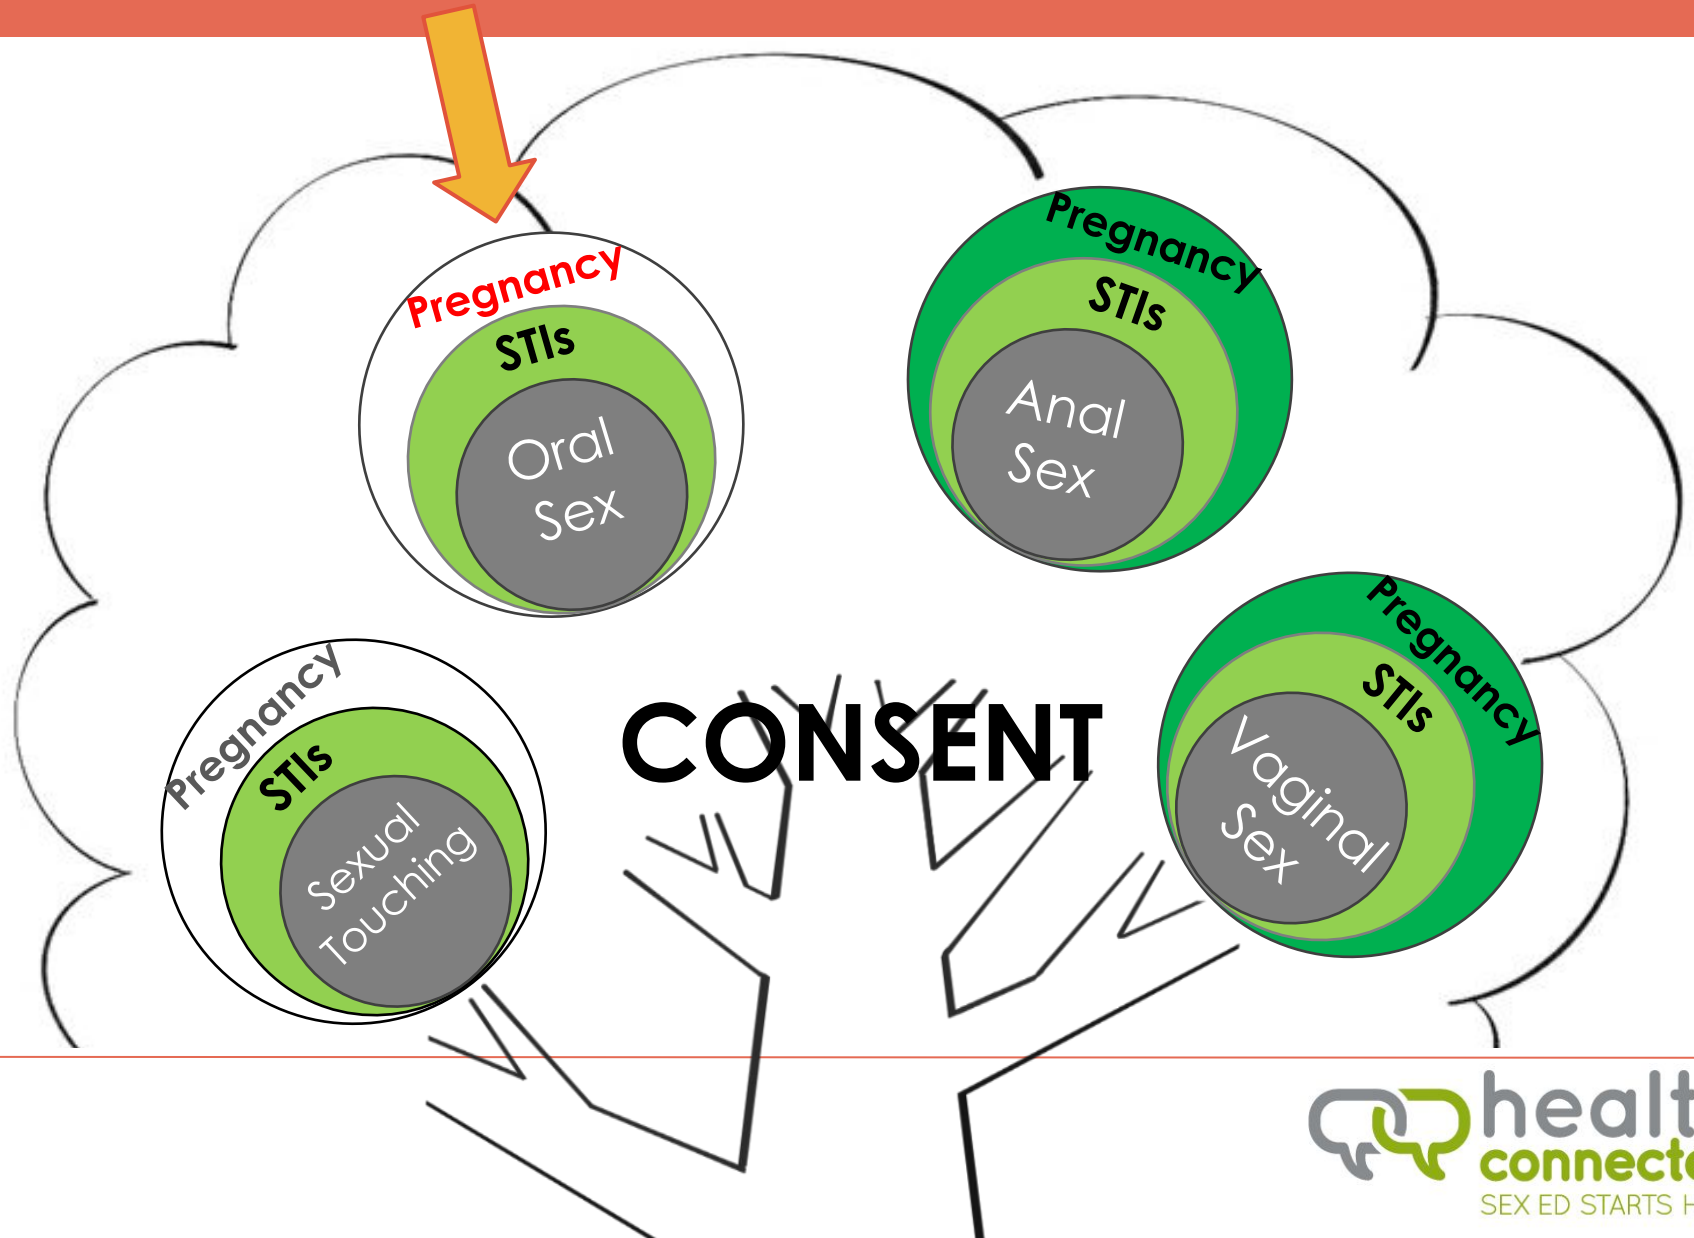 Pregnancy
STIs
Oral
Sex
Pregnancy
STIs
Anal
Sex
Pregnancy
STIs
Sexual
Touching
CONSENT
Pregnancy
STIs
Vaginal
Sex
healt
connecte
SEX ED STARTS H